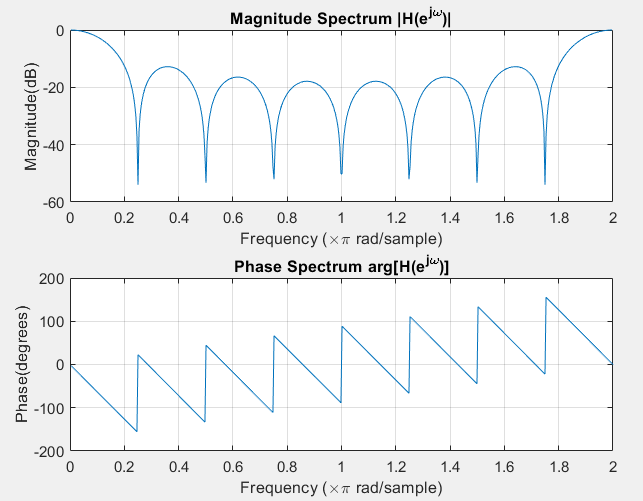 Magnitude Spectrum |H(e^jω)|
0
-20
-40
-60
Magnitude(dB)
0 0.2 0.4 0.6 0.8 1 1.2 1.4 1.6 1.8 2
Frequency (×π rad/sample)
Phase Spectrum arg[H(e^jω)]
200
100
0
-100
-200
Phase(degrees)
0 0.2 0.4 0.6 0.8 1 1.2 1.4 1.6 1.8 2
Frequency (×π rad/sample)